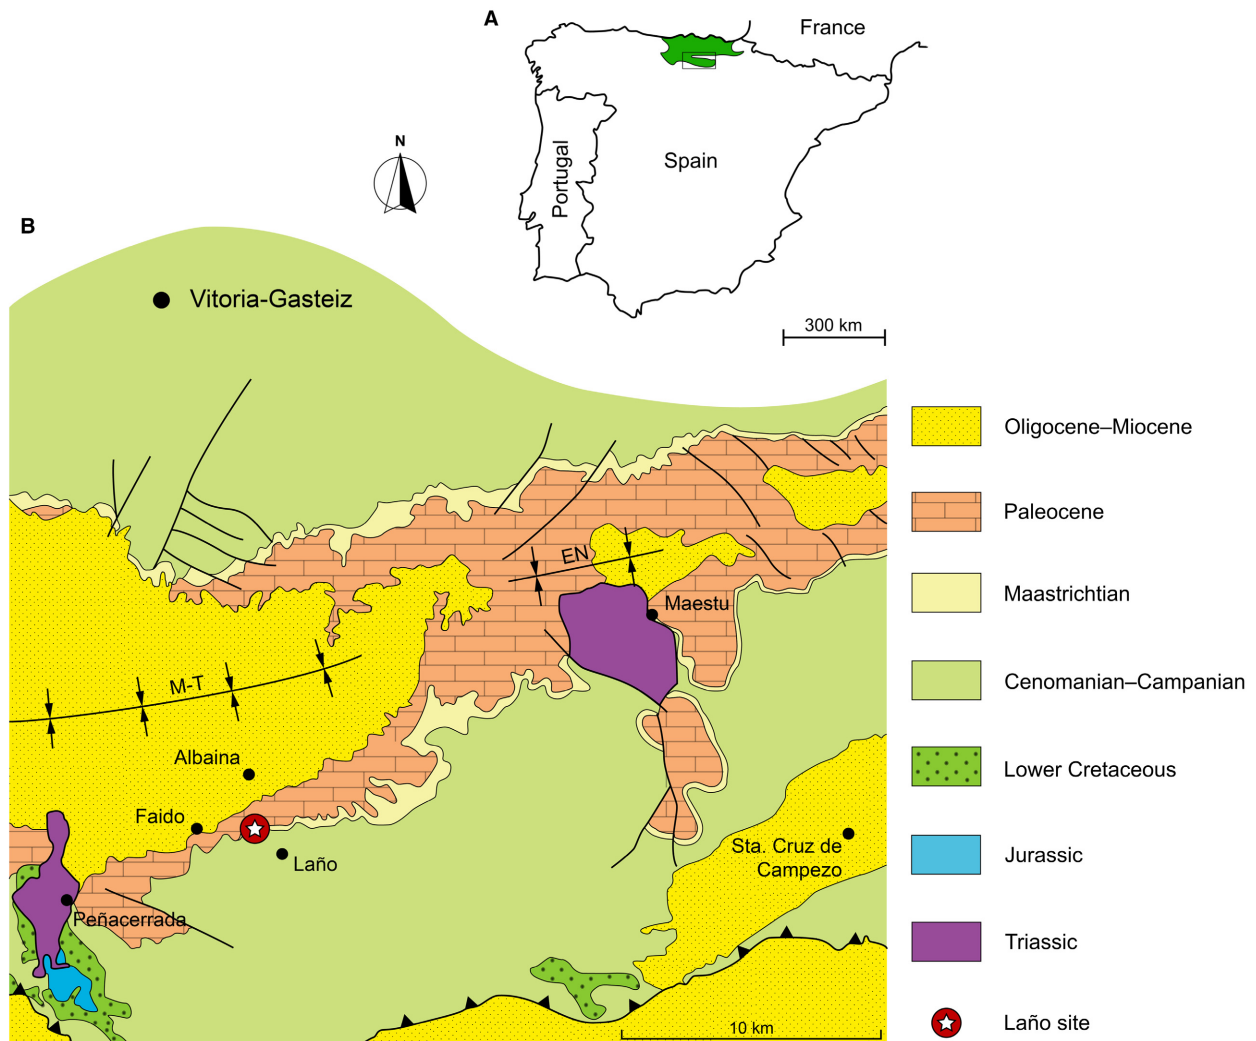 A
France
Portugal
Spain
N
300 km
B
Vitoria-Gasteiz
EN
Maestu
M-T
Albaina
Faido
Laño
Sta. Cruz de
Campezo
Peñacerrada
10 km
Oligocene–Miocene
Paleocene
Maastrichtian
Cenomanian–Campanian
Lower Cretaceous
Jurassic
Triassic
Laño site